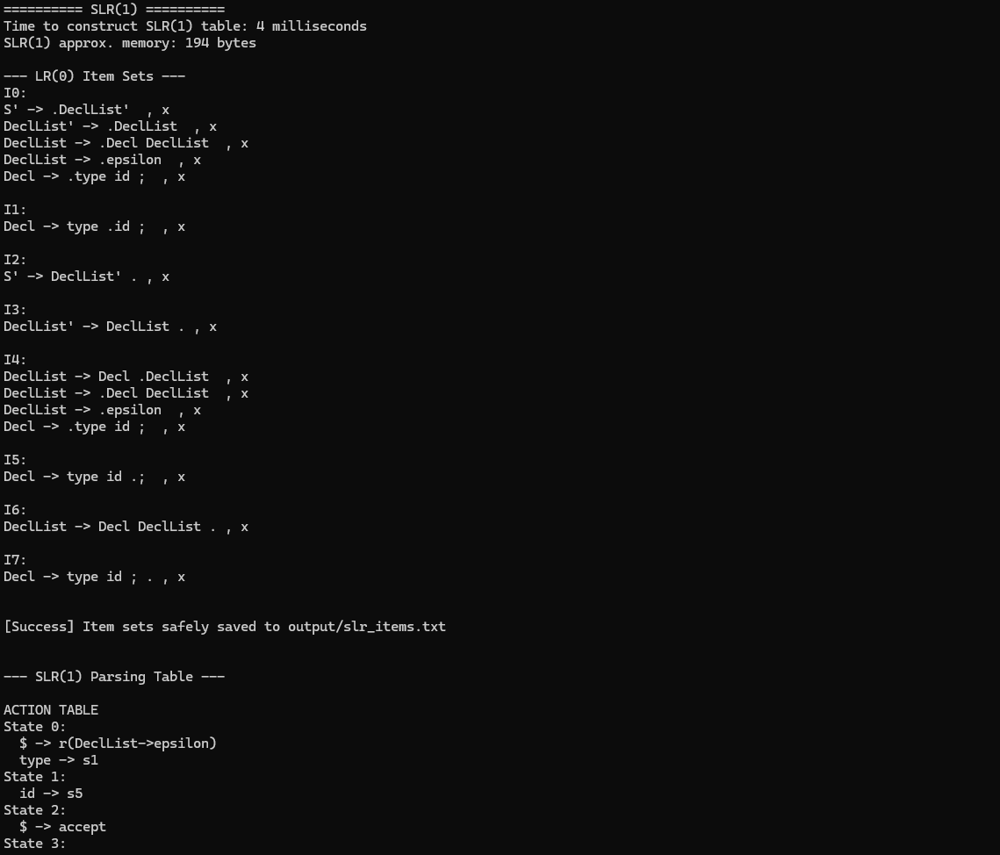 ========== SLR(1) ==========
Time to construct SLR(1) table: 4 milliseconds
SLR(1) approx. memory: 194 bytes
--- LR(0) Item Sets ---
I0:
S' -> .DeclList'  , x
DeclList' -> .DeclList  , x
DeclList -> .Decl DeclList  , x
DeclList -> .epsilon  , x
Decl -> .type id ;  , x
I1:
Decl -> type .id ;  , x
I2:
S' -> DeclList' . , x
I3:
DeclList' -> DeclList . , x
I4:
DeclList -> Decl .DeclList  , x
DeclList -> .Decl DeclList  , x
DeclList -> .epsilon  , x
Decl -> .type id ;  , x
I5:
Decl -> type id .;  , x
I6:
DeclList -> Decl DeclList . , x
I7:
Decl -> type id ; . , x
[Success] Item sets safely saved to output/slr_items.txt
--- SLR(1) Parsing Table ---
ACTION TABLE
State 0:
  $ -> r(DeclList->epsilon)
  type -> s1
State 1:
  id -> s5
State 2:
  $ -> accept
State 3: